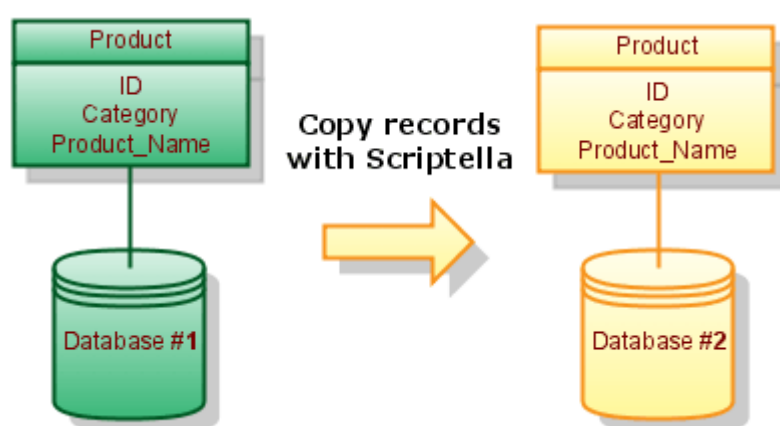 Product
ID
Category
Product_Name
Database #1
Copy records
with Scriptella
Product
ID
Category
Product_Name
Database #2